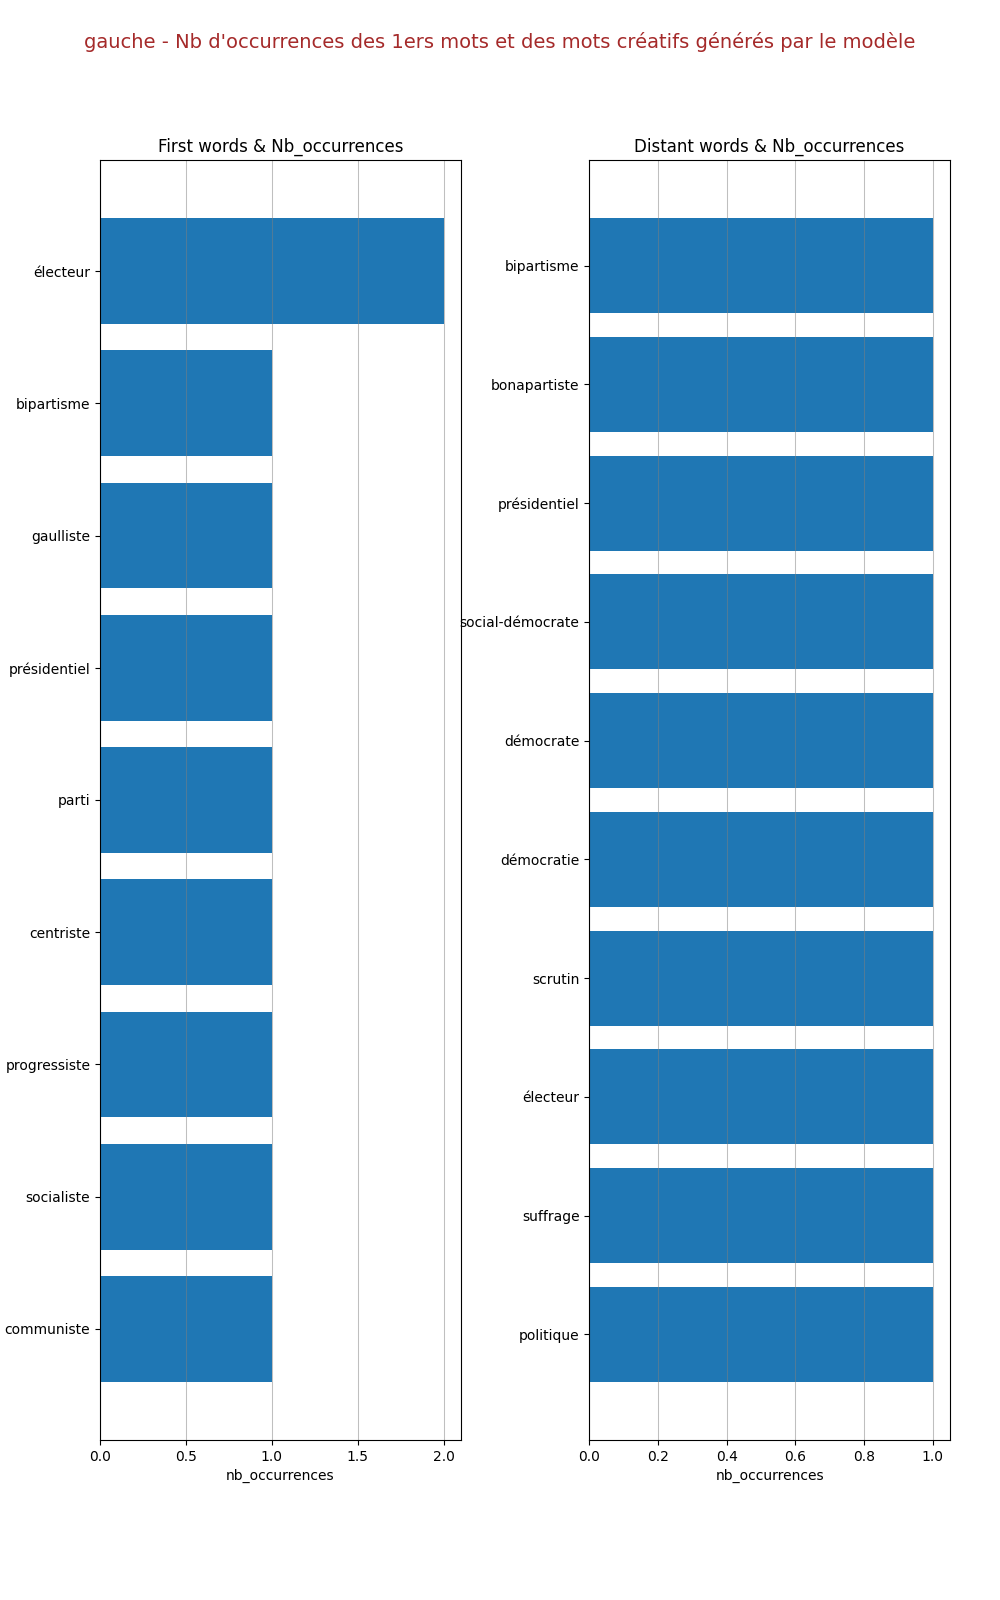 gauche - Nb d'occurrences des 1ers mots et des mots créatifs générés par le modèle
First words & Nb_occurrences
électeur
bipartisme
gaulliste
présidentiel
parti
centriste
progressiste
socialiste
communiste
0.0 0.5 1.0 1.5 2.0
nb_occurrences
Distant words & Nb_occurrences
bipartisme
bonapartiste
présidentiel
social-démocrate
démocrate
démocratie
scrutin
électeur
suffrage
politique
0.0 0.2 0.4 0.6 0.8 1.0
nb_occurrences